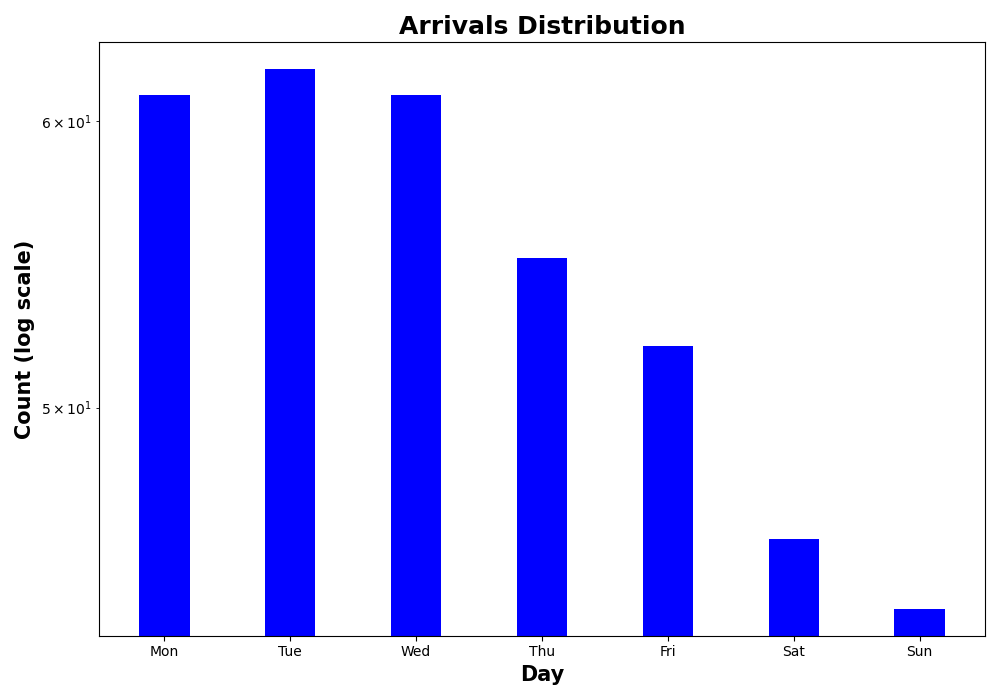 Arrivals Distribution
6 × 10¹
5 × 10¹
Count (log scale)
Mon Tue Wed Thu Fri Sat Sun
Day